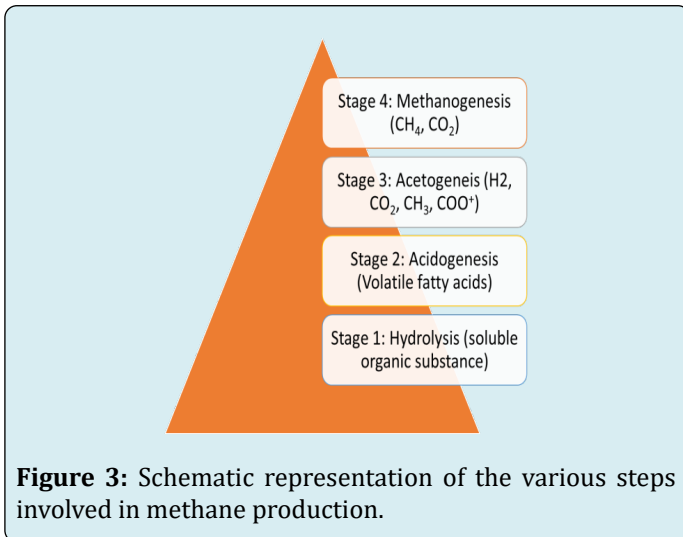 Stage 4: Methanogenesis
(CH₄, CO₂)
Stage 3: Acetogeneis (H2,
CO₂, CH₃, COO⁺)
Stage 2: Acidogenesis
(Volatile fatty acids)
Stage 1: Hydrolysis (soluble
organic substance)
Figure 3: Schematic representation of the various steps
involved in methane production.